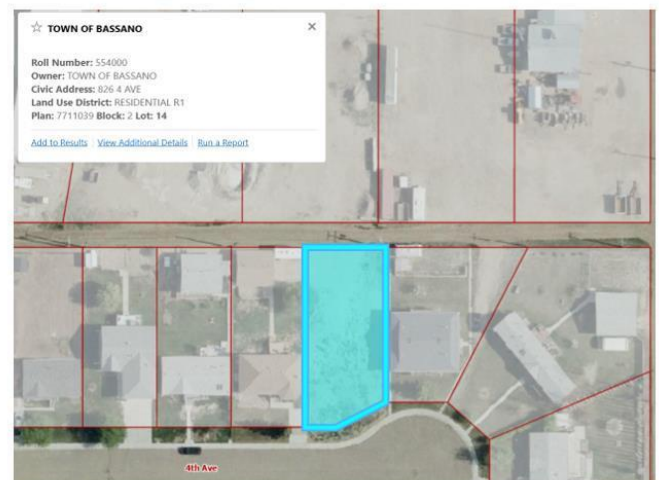 ☆ TOWN OF BASSANO ×
Roll Number: 554000
Owner: TOWN OF BASSANO
Civic Address: 826 4 AVE
Land Use District: RESIDENTIAL R1
Plan: 7711039 Block: 2 Lot: 14
Add to Results | View Additional Details | Run a Report
4th Ave